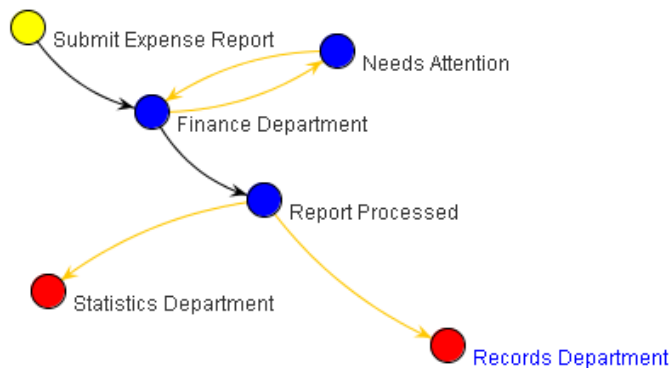 Submit Expense Report
Needs Attention
Finance Department
Report Processed
Statistics Department
Records Department